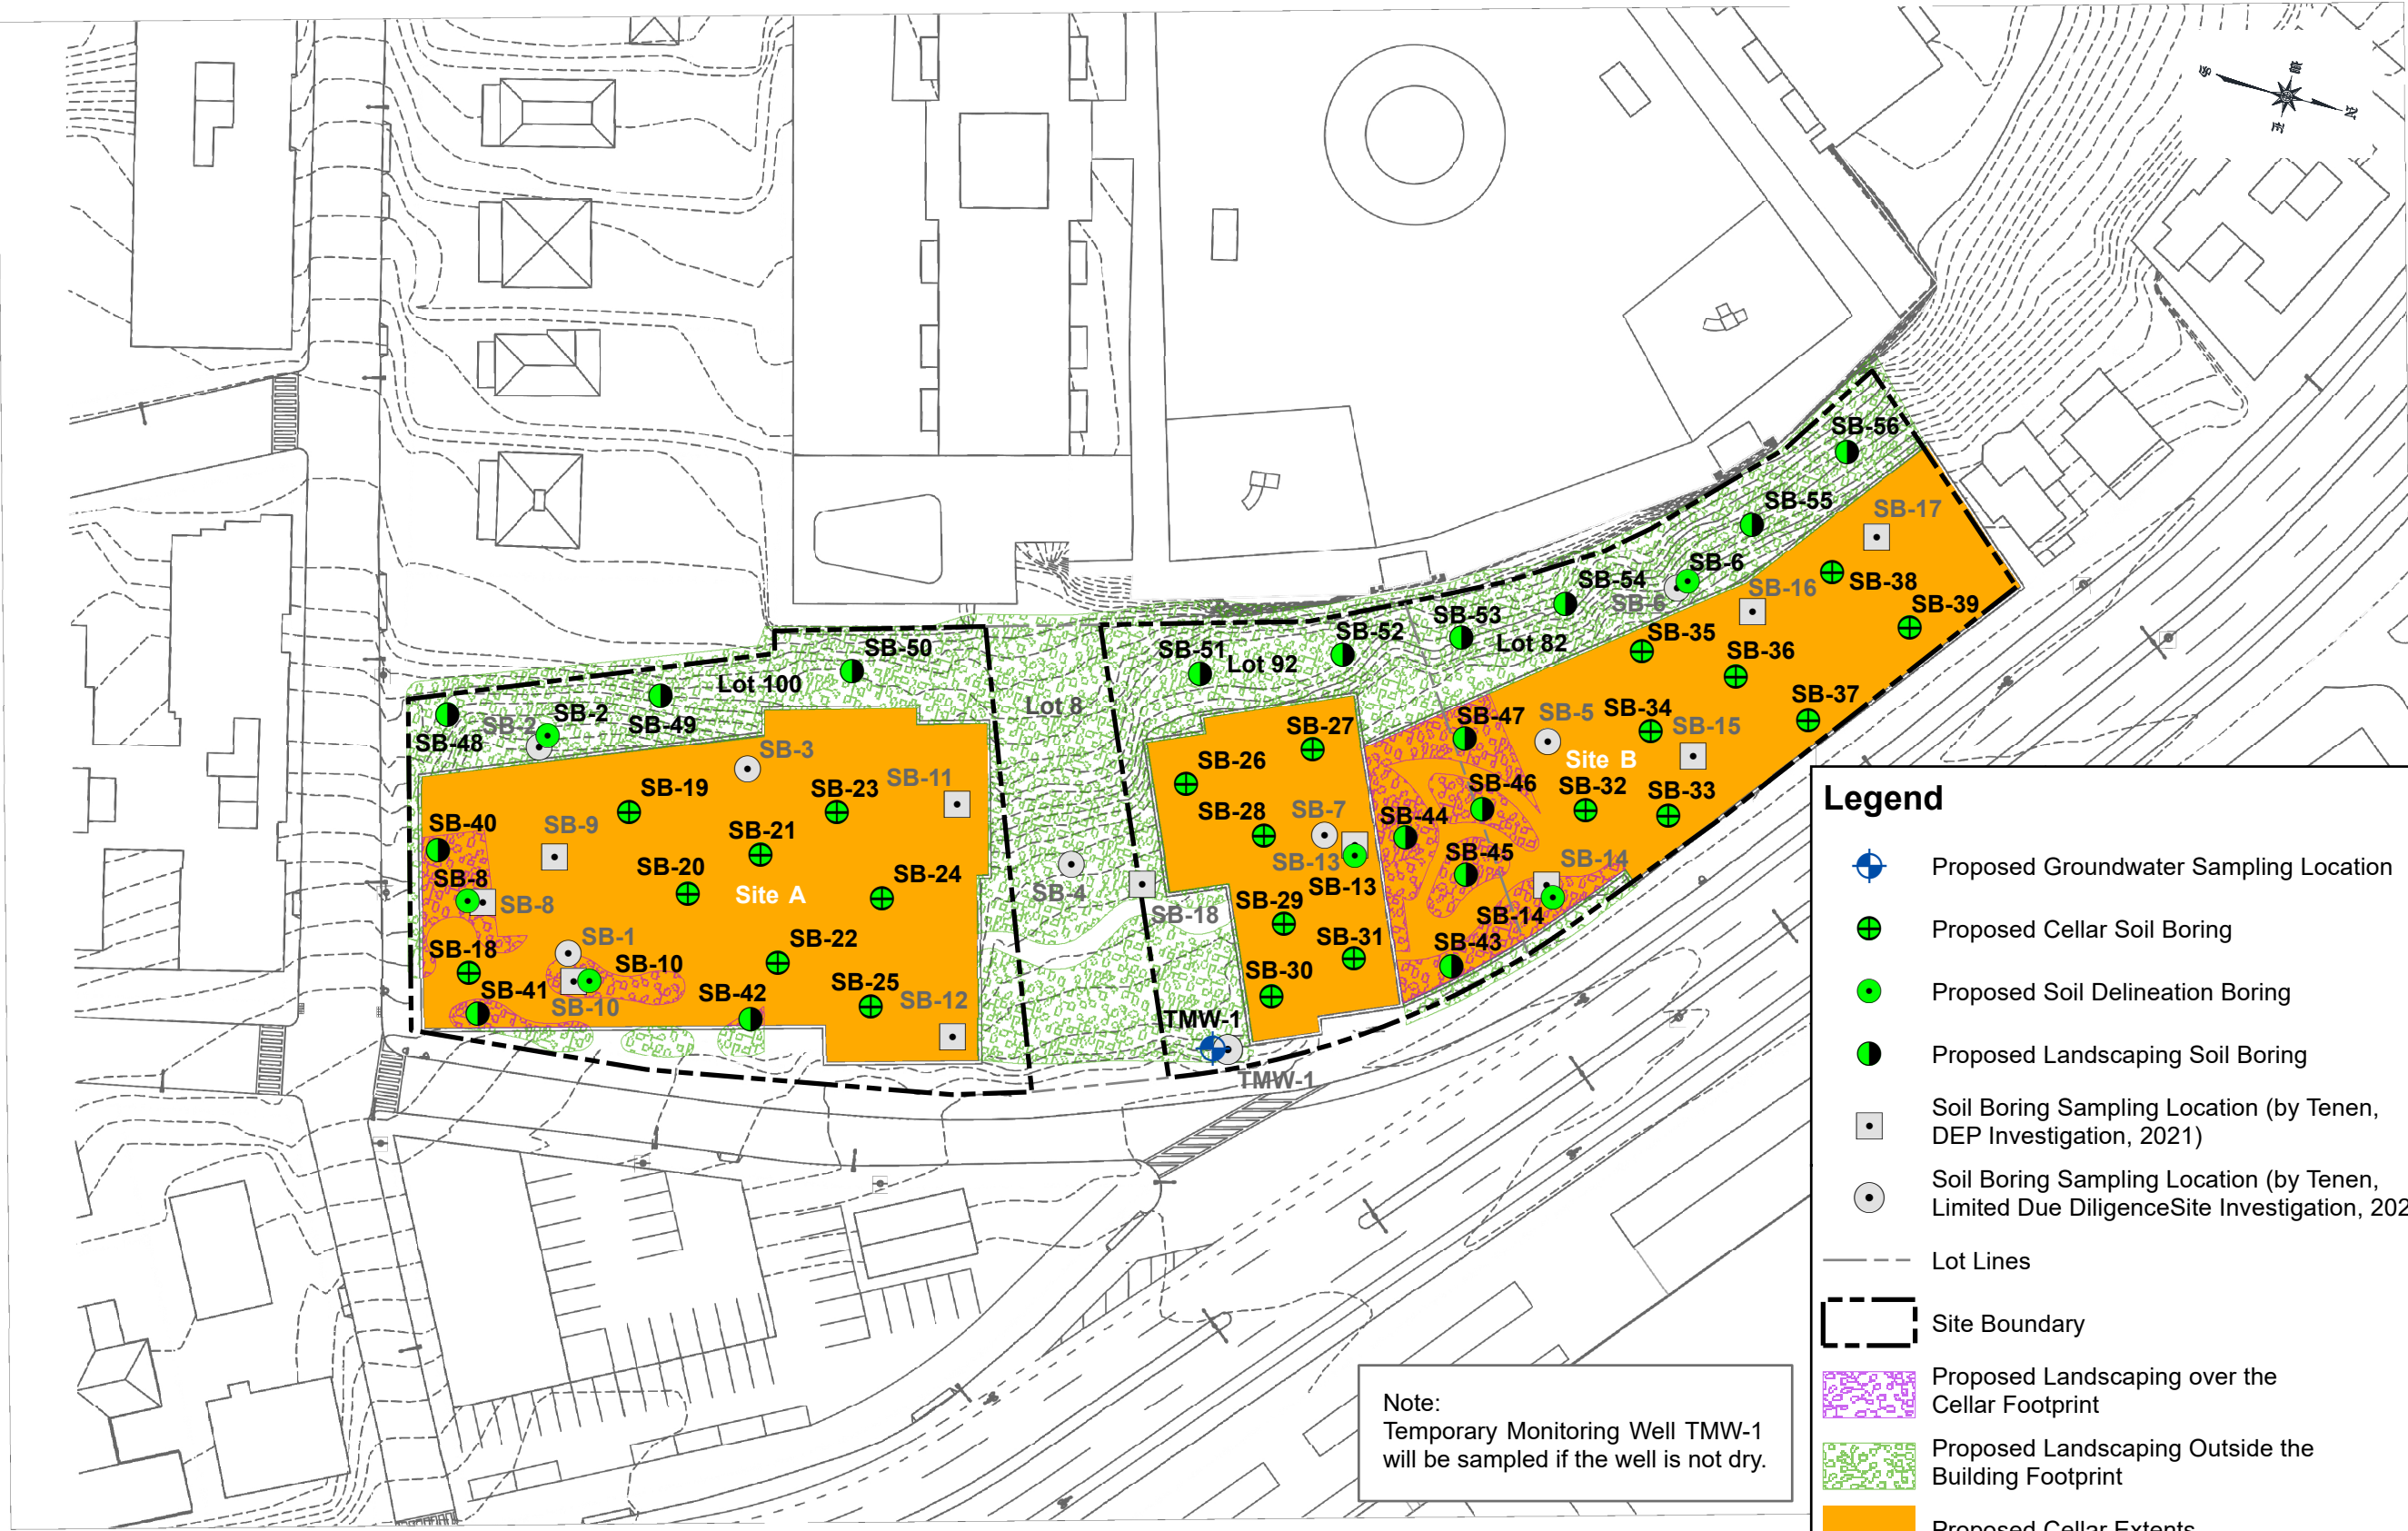 S
W
E
N
SB-56
SB-55
SB-17
SB-6
SB-54
SB-6
SB-16
SB-38
SB-39
SB-53
SB-52
SB-35
SB-50
SB-51
Lot 92
Lot 82
SB-36
Lot 100
Lot 8
SB-37
SB-2
SB-2
SB-49
SB-48
SB-27
SB-47
SB-5
SB-34
SB-15
SB-3
SB-26
Site B
SB-11
SB-19
SB-23
SB-46
SB-32
SB-33
SB-40
SB-9
SB-21
SB-28
SB-7
SB-44
SB-45
SB-14
SB-8
SB-20
SB-24
SB-13
SB-13
SB-8
Site A
SB-4
SB-18
SB-29
SB-14
SB-1
SB-22
SB-31
SB-43
SB-18
SB-10
SB-30
SB-41
SB-10
SB-42
SB-25
SB-12
TMW-1
TMW-1
Legend
Proposed Groundwater Sampling Location
Proposed Cellar Soil Boring
Proposed Soil Delineation Boring
Proposed Landscaping Soil Boring
Soil Boring Sampling Location (by Tenen,
DEP Investigation, 2021)
Soil Boring Sampling Location (by Tenen,
Limited Due DiligenceSite Investigation, 202
Lot Lines
Site Boundary
Proposed Landscaping over the
Cellar Footprint
Proposed Landscaping Outside the
Building Footprint
Proposed Cellar Extents
Note:
Temporary Monitoring Well TMW-1
will be sampled if the well is not dry.